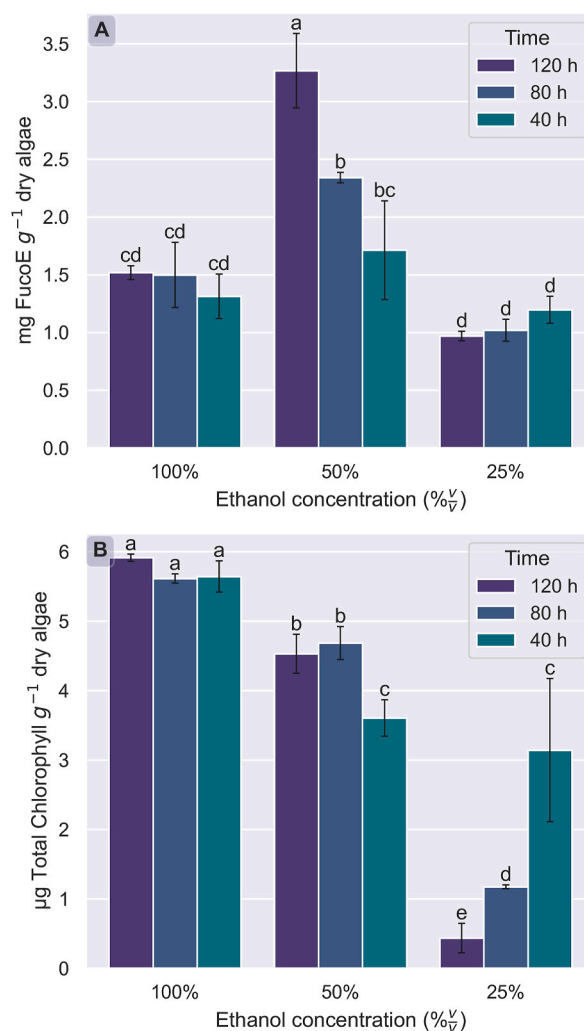 A
Time
120 h
80 h
40 h
mg FucoE g⁻¹ dry algae
3.5
3.0
2.5
2.0
1.5
1.0
0.5
0.0
a
b
bc
cd
cd
cd
d
d
d
100%
50%
25%
Ethanol concentration (% v/v)
B
Time
120 h
80 h
40 h
µg Total Chlorophyll g⁻¹ dry algae
6
5
4
3
2
1
0
a
a
a
b
b
c
c
d
e
100%
50%
25%
Ethanol concentration (% v/v)